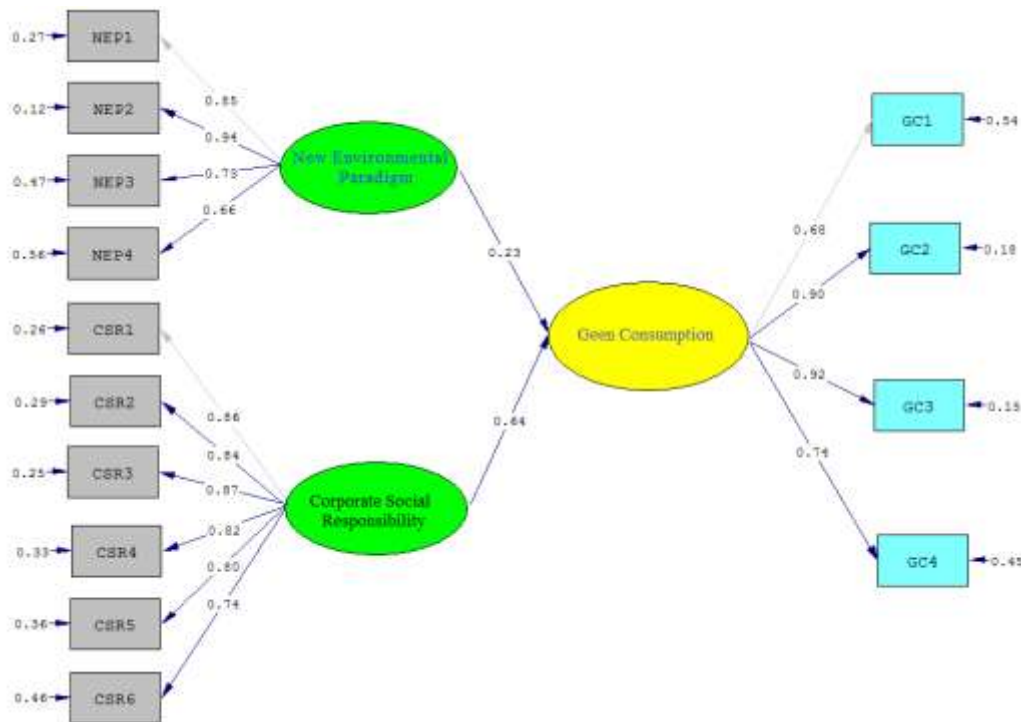 0.27 NEP1
0.12 NEP2
0.47 NEP3
0.56 NEP4
0.26 CSR1
0.29 CSR2
0.25 CSR3
0.33 CSR4
0.36 CSR5
0.46 CSR6
0.85
0.94
0.73
0.66
0.86
0.84
0.87
0.82
0.80
0.74
New Environmental
Paradigm
Corporate Social
Responsibility
0.23
0.64
Geen Consumption
0.68
0.90
0.92
0.74
GC1 0.54
GC2 0.18
GC3 0.15
GC4 0.45